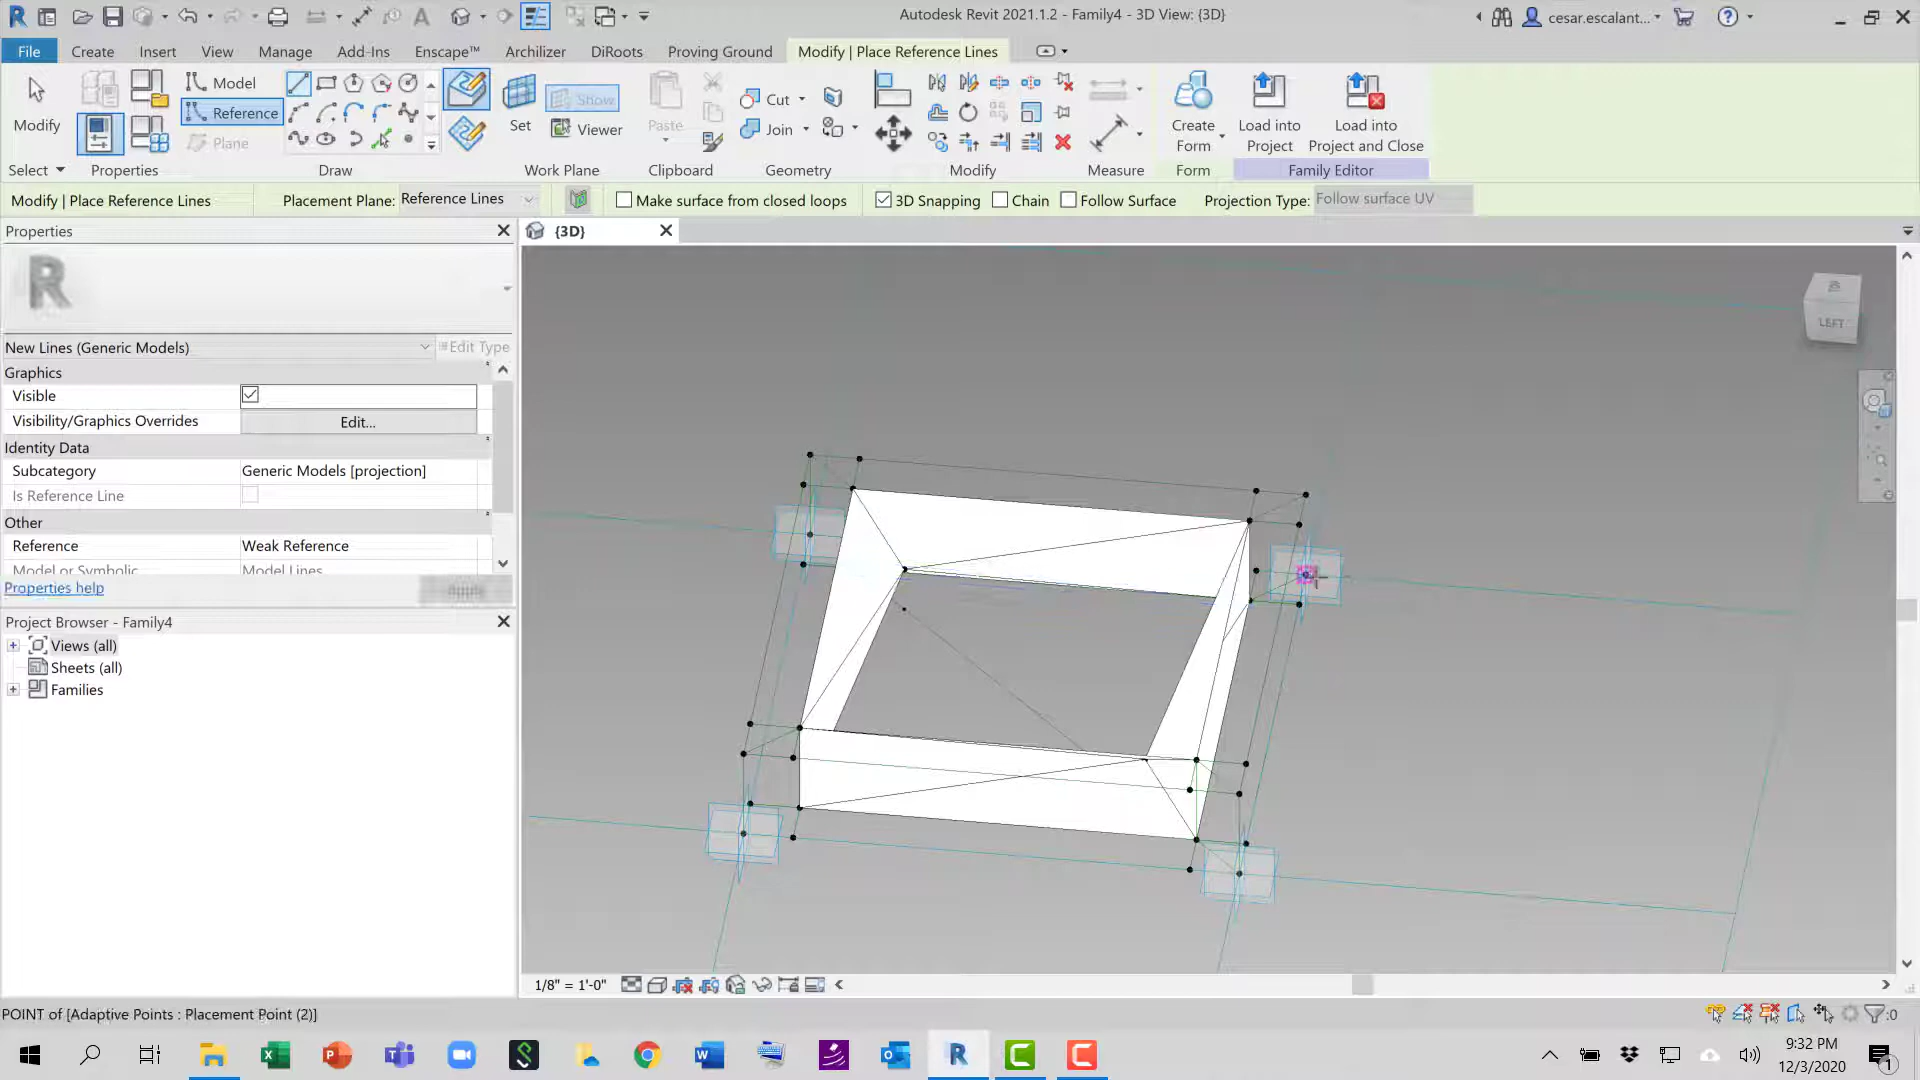 Autodesk Revit 2021.1.2 - Family4 - 3D View: {3D}
cesar.escalant...
File
Create
Insert
View
Manage
Add-Ins
Enscape™
Archilizer
DiRoots
Proving Ground
Modify | Place Reference Lines
Modify
Model
Reference
Plane
Set
Show
Viewer
Paste
Cut
Join
Create
Form
Load into
Project
Load into
Project and Close
Select
Properties
Draw
Work Plane
Clipboard
Geometry
Modify
Measure
Form
Family Editor
Modify | Place Reference Lines
Placement Plane:
Reference Lines
Make surface from closed loops
3D Snapping
Chain
Follow Surface
Projection Type:
Follow surface UV
Properties
{3D}
R
New Lines (Generic Models)
Edit Type
Graphics
Visible
Visibility/Graphics Overrides
Edit...
Identity Data
Subcategory
Generic Models [projection]
Is Reference Line
Other
Reference
Weak Reference
Model or Symbolic
Model Lines
Properties help
Apply
Project Browser - Family4
Views (all)
Sheets (all)
Families
LEFT
1/8" = 1'-0"
POINT of [Adaptive Points : Placement Point (2)]
:0
9:32 PM
12/3/2020
1